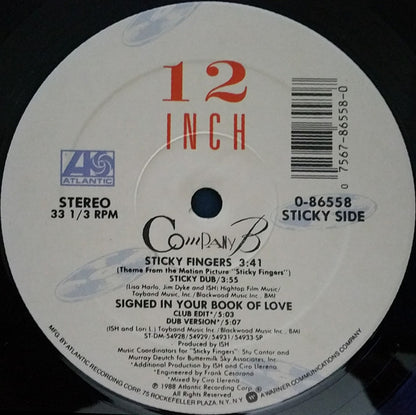 12
INCH
0 7567-86558-0
ATLANTIC
STEREO
33 1/3 RPM
0-86558
STICKY SIDE
Company B
STICKY FINGERS 3:41
(Theme From the Motion Picture "Sticky Fingers")
STICKY DUB/3:55
(Lisa Harlo, Jim Dyke and ISH; Hightop Film Music/
Toyband Music Inc./Blackwood Music Inc., BMI
SIGNED IN YOUR BOOK OF LOVE
CLUB EDIT*/5:03
DUB VERSION*/5:07
(ISH and Lori L.) Toyband Music Inc./Blackwood Music Inc., BMI
ST-DM-54928/54929/54931/54933-SP
Produced by ISH
Music Coordinators for "Sticky Fingers": Stu Cantor and
Murray Deutch for Buttermilk Sky Associates, Inc.
*Additional Production by ISH and Ciro Llerena
*Engineered by Frank Cesarano
*Mixed by Ciro Llerena
℗ 1988 Atlantic Recording Corp.
MFG. BY ATLANTIC RECORDING CORP. 75 ROCKEFELLER PLAZA, N.Y., N.Y. A WARNER COMMUNICATIONS COMPANY